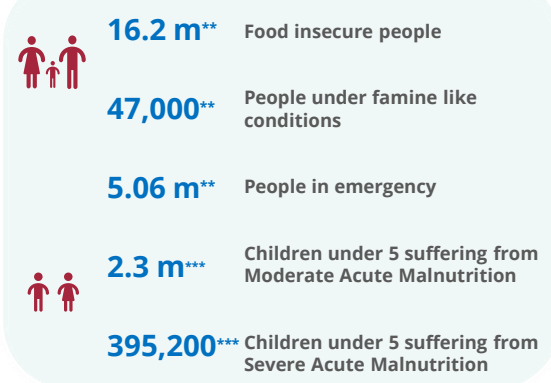 16.2 m** Food insecure people
47,000** People under famine like
conditions
5.06 m** People in emergency
2.3 m*** Children under 5 suffering from
Moderate Acute Malnutrition
395,200*** Children under 5 suffering from
Severe Acute Malnutrition